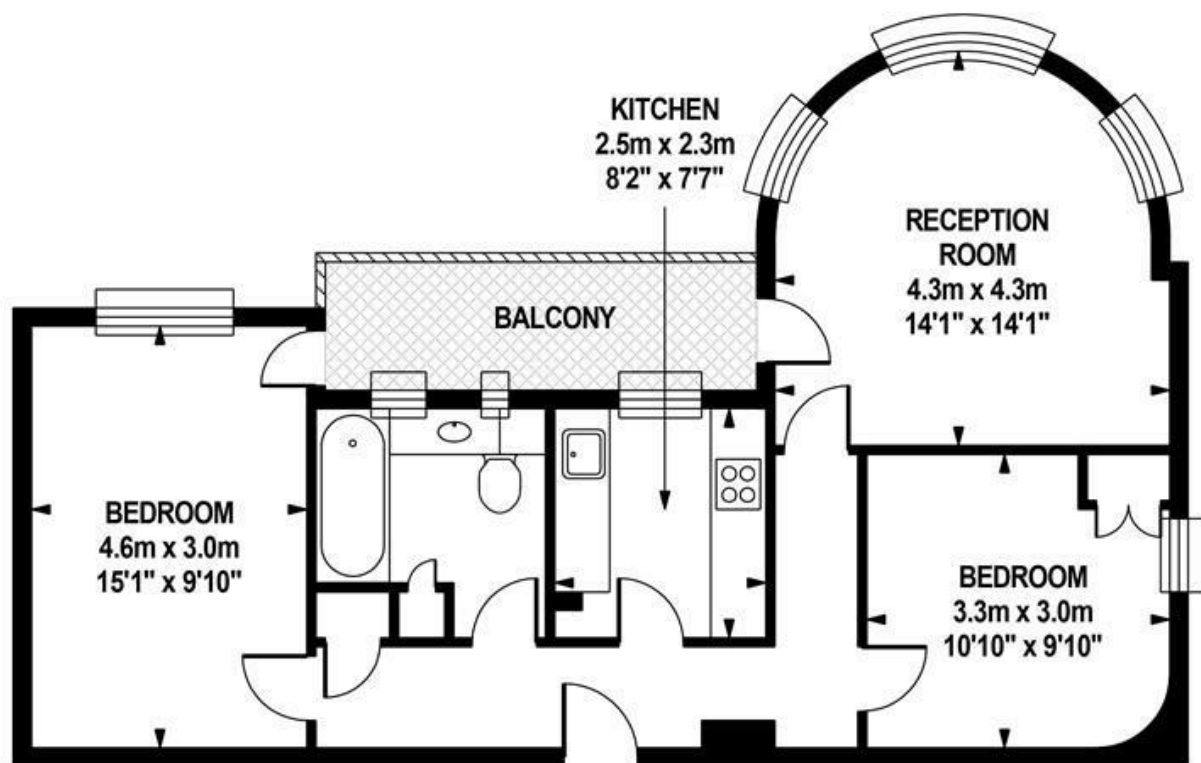 KITCHEN
2.5m x 2.3m
8'2" x 7'7"
RECEPTION
ROOM
4.3m x 4.3m
14'1" x 14'1"
BALCONY
BEDROOM
4.6m x 3.0m
15'1" x 9'10"
BEDROOM
3.3m x 3.0m
10'10" x 9'10"